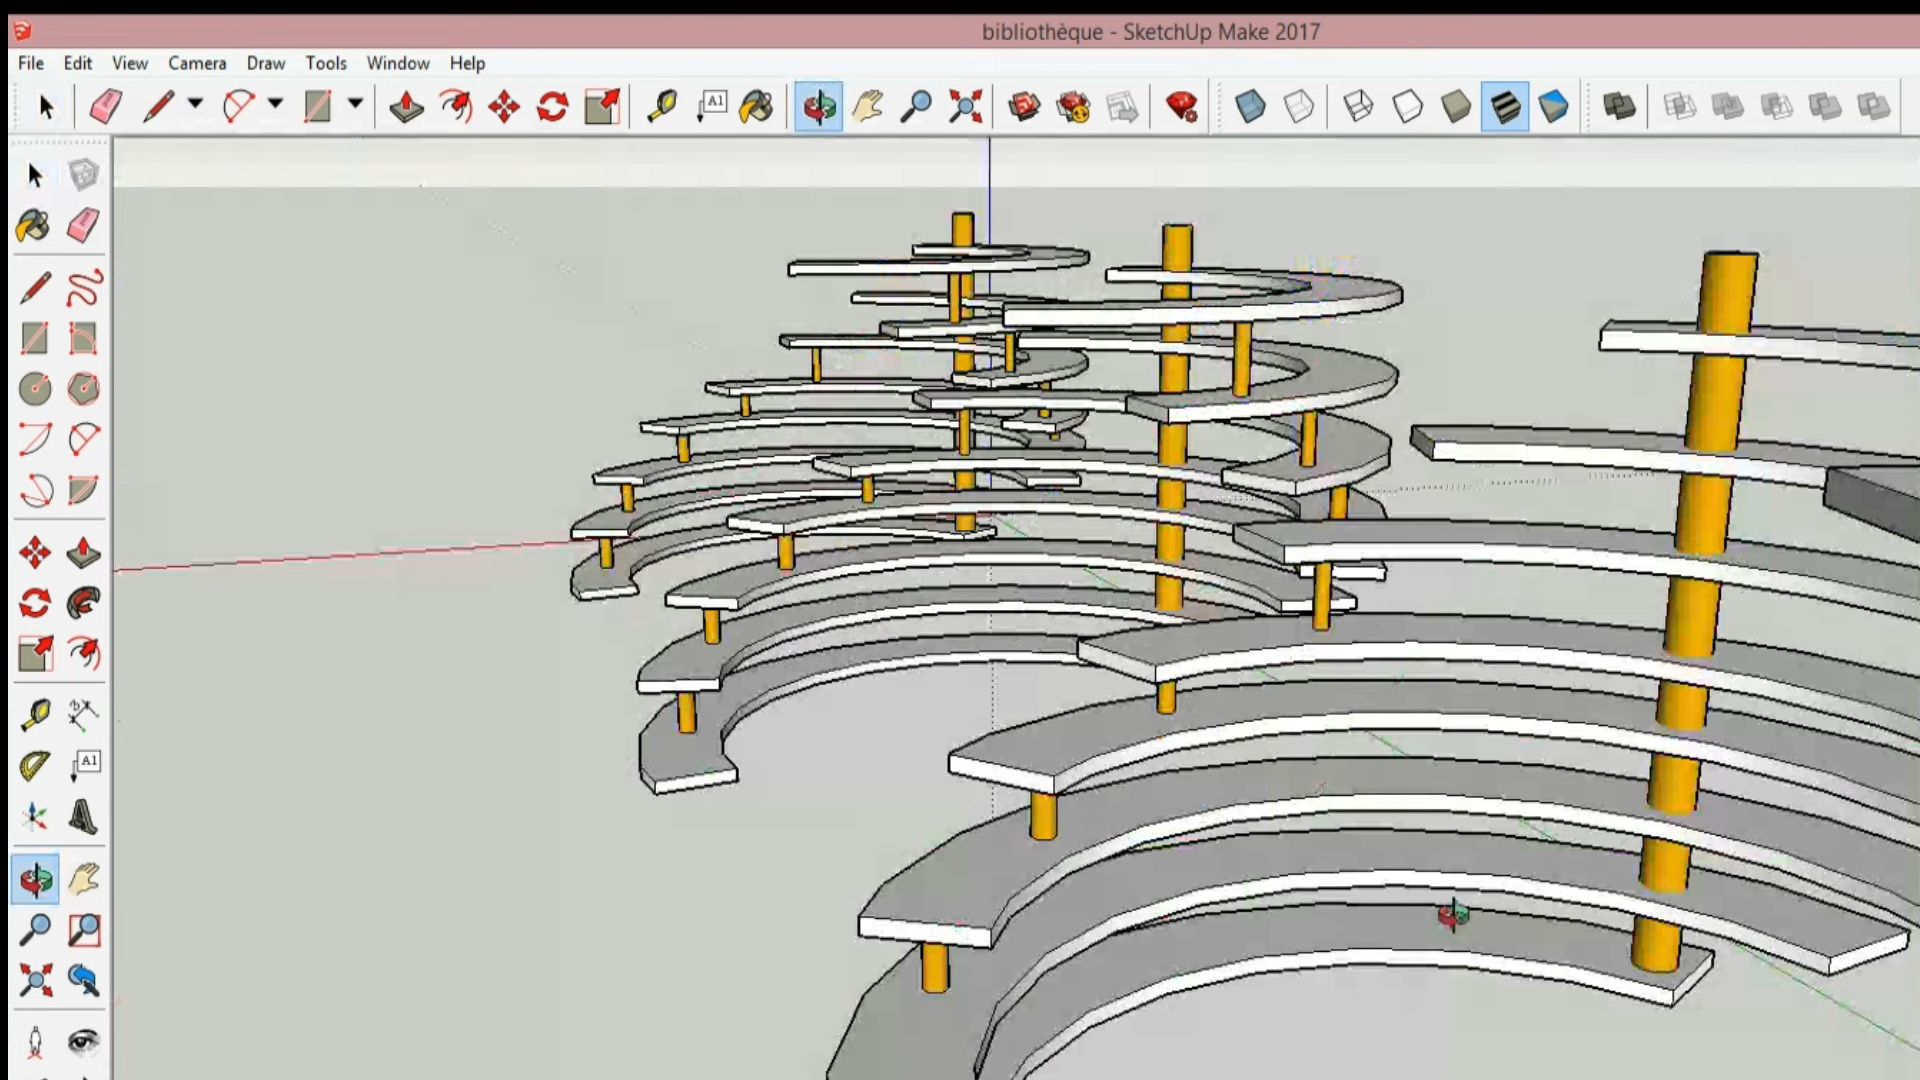 bibliothèque - SketchUp Make 2017
File Edit View Camera Draw Tools Window Help
A1
A1